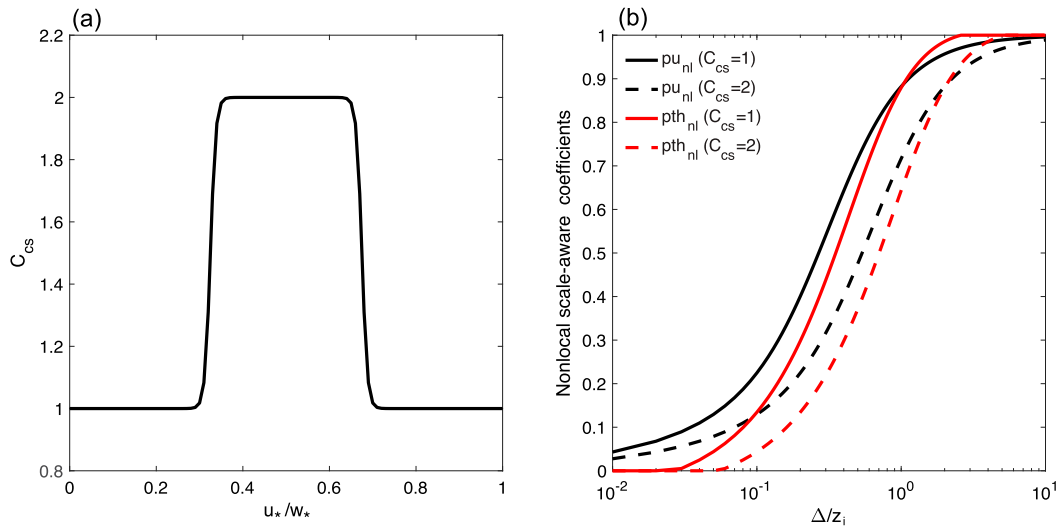 (a)
2.2
2
1.8
1.6
1.4
1.2
1
0.8
C_cs
0
0.2
0.4
0.6
0.8
1
u_*/w_*
(b)
1
0.9
0.8
0.7
0.6
0.5
0.4
0.3
0.2
0.1
0
Nonlocal scale-aware coefficients
pu_nl (C_cs=1)
pu_nl (C_cs=2)
pth_nl (C_cs=1)
pth_nl (C_cs=2)
10^-2
10^-1
10^0
10^1
Δ/z_i